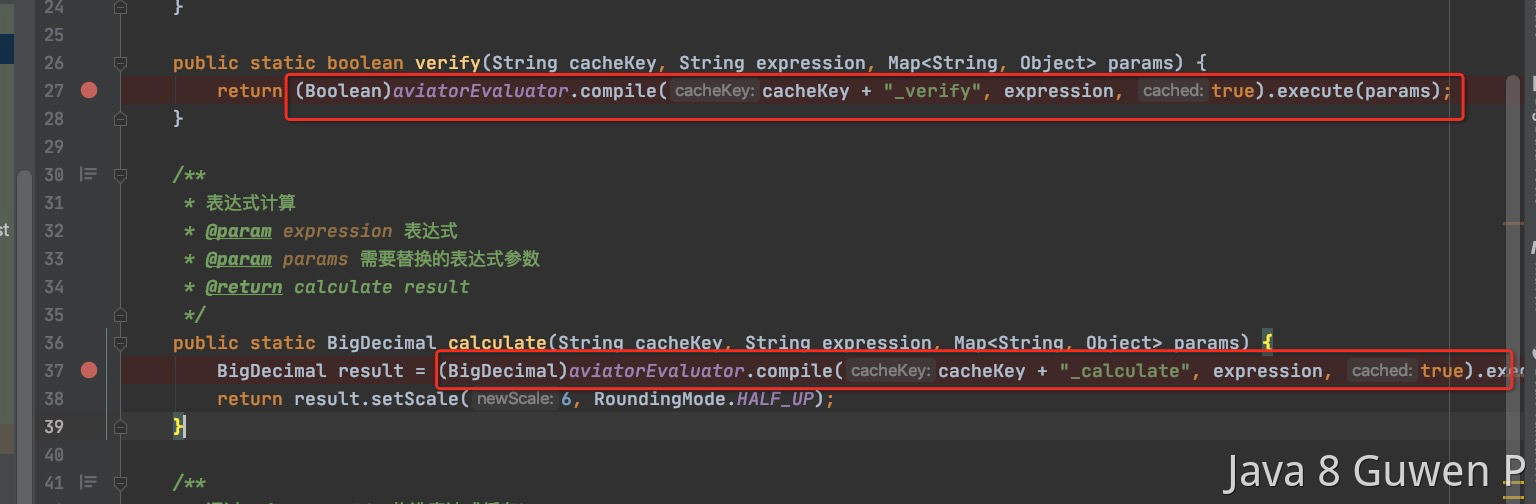 24 }
25
26 public static boolean verify(String cacheKey, String expression, Map<String, Object> params) {
27 return (Boolean)aviatorEvaluator.compile( cacheKey: cacheKey + "_verify", expression, cached: true).execute(params);
28 }
29
30 /**
31 * 表达式计算
32 * @param expression 表达式
33 * @param params 需要替换的表达式参数
34 * @return calculate result
35 */
36 public static BigDecimal calculate(String cacheKey, String expression, Map<String, Object> params) {
st
37 BigDecimal result = (BigDecimal)aviatorEvaluator.compile( cacheKey: cacheKey + "_calculate", expression, cached: true).exec
38 return result.setScale( newScale: 6, RoundingMode.HALF_UP);
39 }
40
41 /**
Java 8 Guwen P